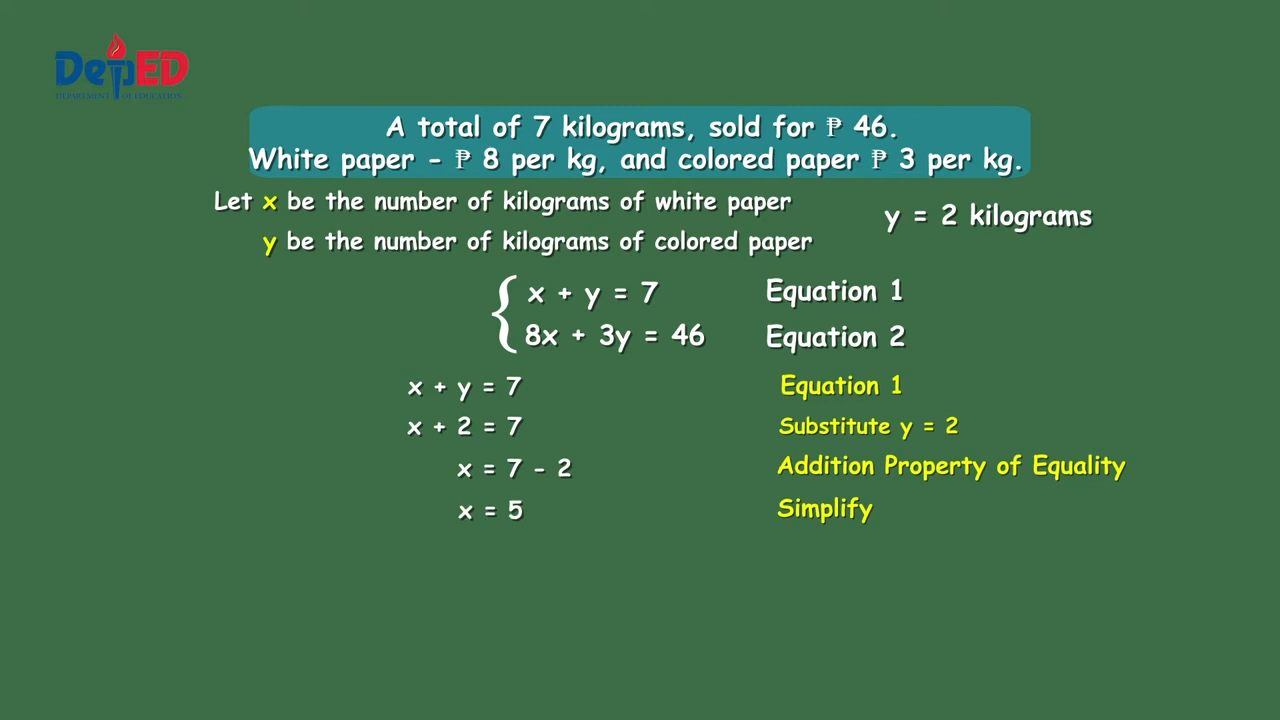 DepED
DEPARTMENT OF EDUCATION
A total of 7 kilograms, sold for ₱ 46.
White paper - ₱ 8 per kg, and colored paper ₱ 3 per kg.
Let x be the number of kilograms of white paper
y be the number of kilograms of colored paper
y = 2 kilograms
x + y = 7 Equation 1
8x + 3y = 46 Equation 2
x + y = 7 Equation 1
x + 2 = 7 Substitute y = 2
x = 7 - 2 Addition Property of Equality
x = 5 Simplify